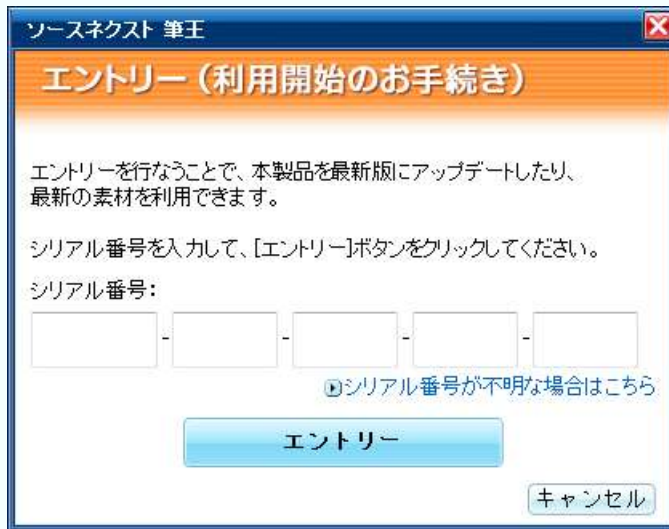 ソースネクスト 筆王
エントリー（利用開始のお手続き）
エントリーを行なうことで、本製品を最新版にアップデートしたり、
最新の素材を利用できます。
シリアル番号を入力して、[エントリー]ボタンをクリックしてください。
シリアル番号：
- - - -
シリアル番号が不明な場合はこちら
エントリー
キャンセル